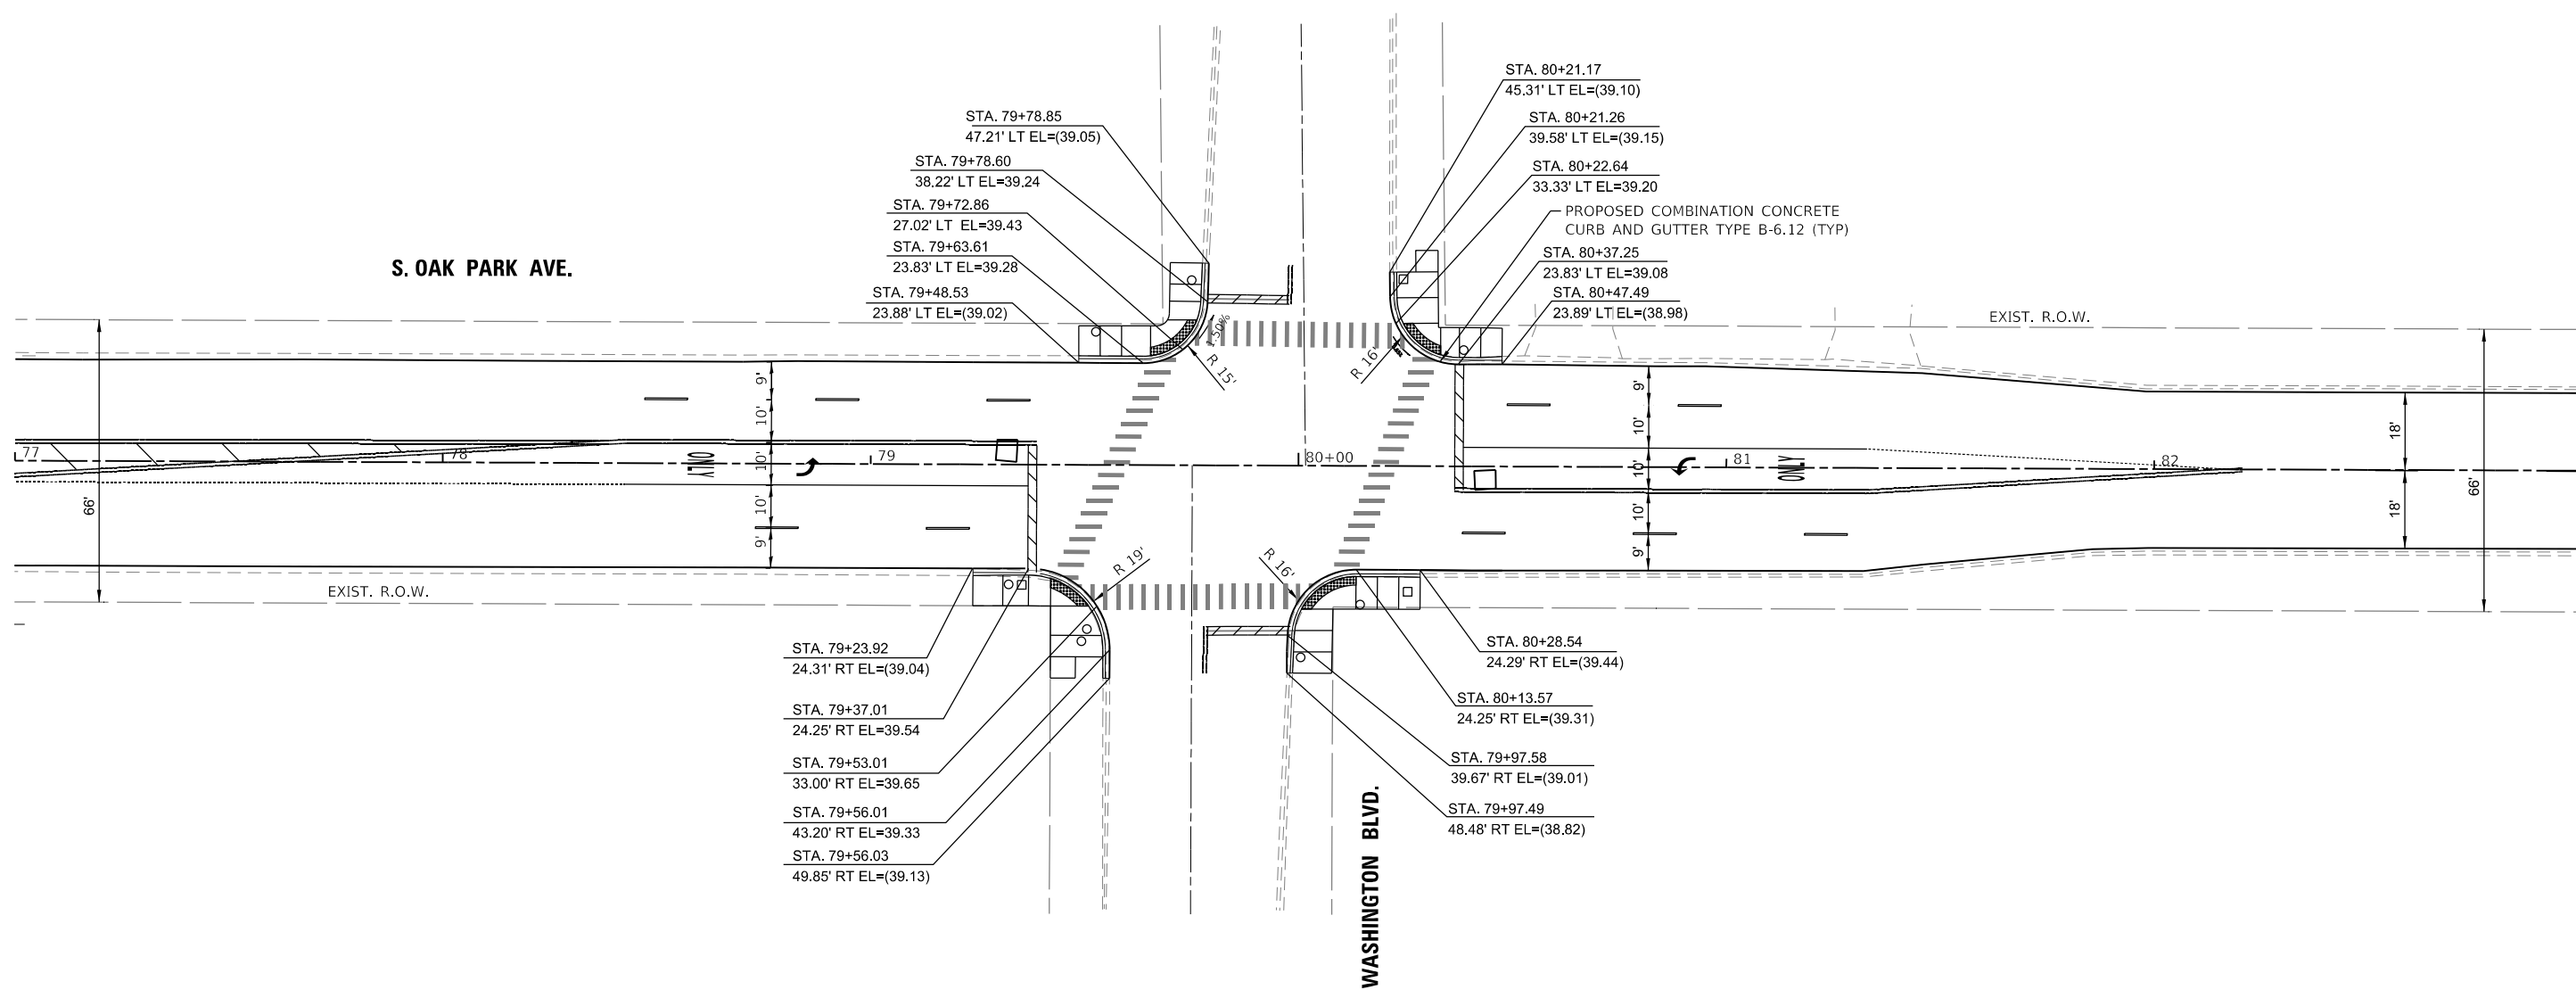 STA. 80+21.17
45.31' LT EL=(39.10)
STA. 79+78.85
47.21' LT EL=(39.05)
STA. 80+21.26
39.58' LT EL=(39.15)
STA. 79+78.60
38.22' LT EL=39.24
STA. 80+22.64
33.33' LT EL=39.20
STA. 79+72.86
27.02' LT EL=39.43
PROPOSED COMBINATION CONCRETE
CURB AND GUTTER TYPE B-6.12 (TYP)
STA. 79+63.61
23.83' LT EL=39.28
STA. 80+37.25
23.83' LT EL=39.08
S. OAK PARK AVE.
STA. 79+48.53
23.88' LT EL=(39.02)
STA. 80+47.49
23.89' LT EL=(38.98)
EXIST. R.O.W.
1.50%
R 15'
R 16'
9'
10'
10'
10'
9'
9'
10'
10'
10'
9'
18'
18'
66'
66'
77
78
ONLY
79
80+00
81
ONLY
82
R 19'
R 16'
EXIST. R.O.W.
STA. 79+23.92
24.31' RT EL=(39.04)
STA. 80+28.54
24.29' RT EL=(39.44)
STA. 79+37.01
24.25' RT EL=39.54
STA. 80+13.57
24.25' RT EL=(39.31)
STA. 79+53.01
33.00' RT EL=39.65
STA. 79+97.58
39.67' RT EL=(39.01)
STA. 79+56.01
43.20' RT EL=39.33
STA. 79+97.49
48.48' RT EL=(38.82)
STA. 79+56.03
49.85' RT EL=(39.13)
WASHINGTON BLVD.